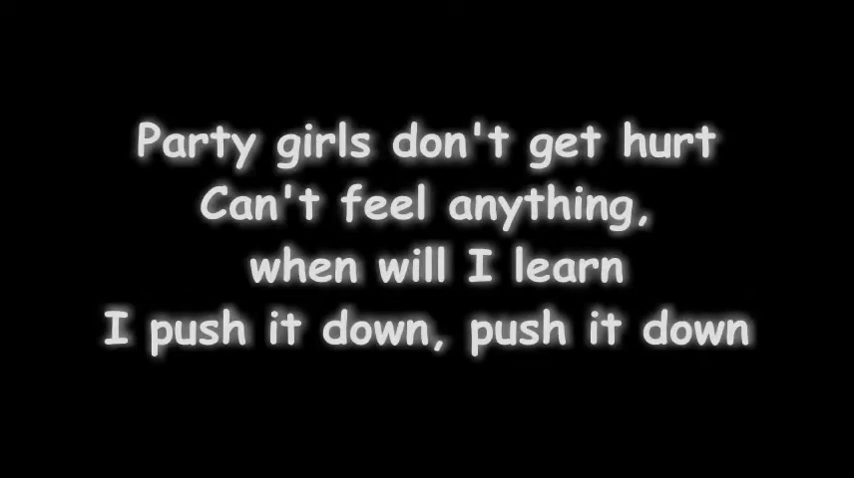 Party girls don't get hurt
Can't feel anything,
when will I learn
I push it down, push it down